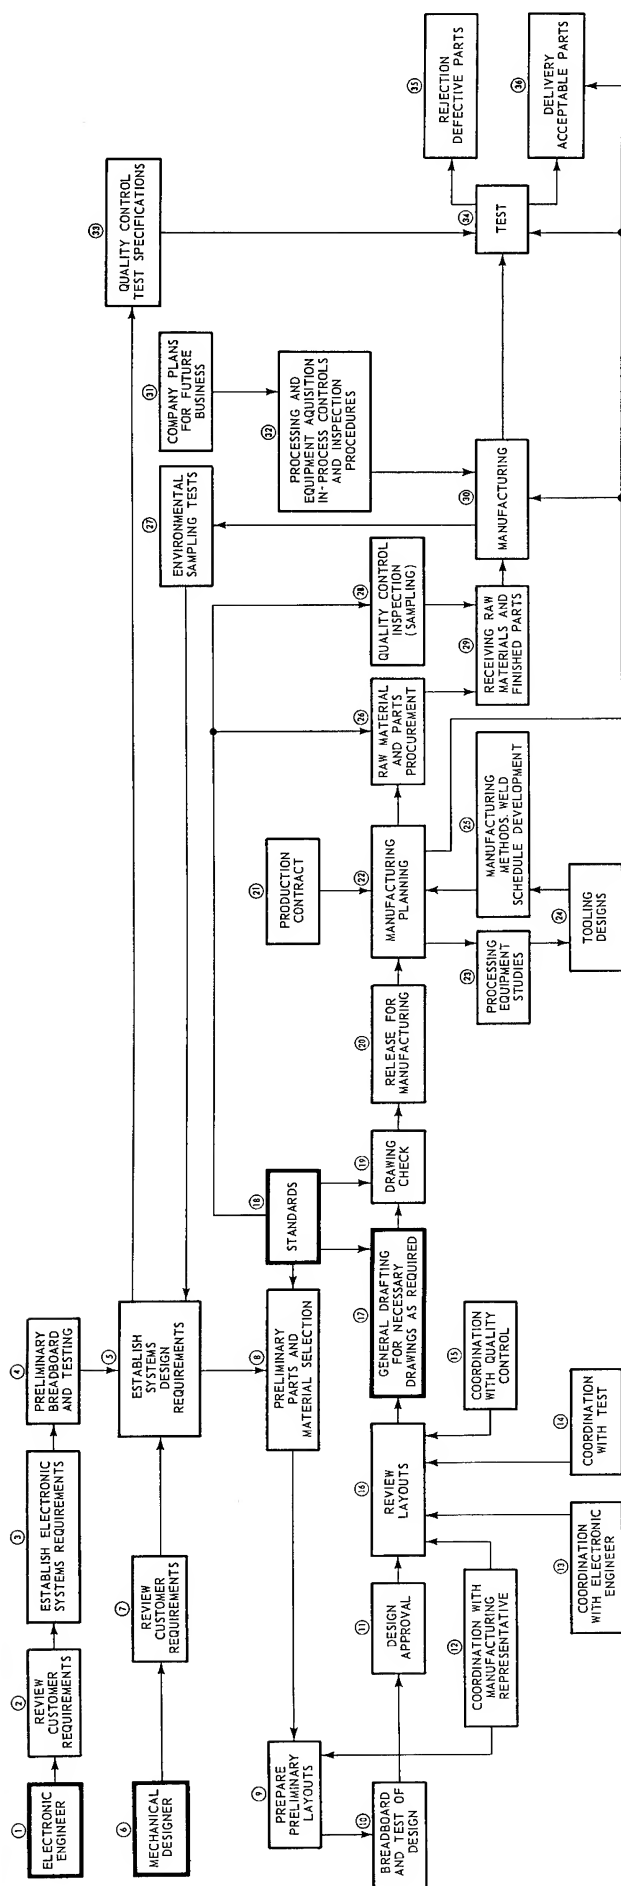 ①
ELECTRONIC
ENGINEER
②
REVIEW
CUSTOMER
REQUIREMENTS
③
ESTABLISH ELECTRONIC
SYSTEMS REQUIREMENTS
④
PRELIMINARY
BREADBOARD
AND TESTING
⑤
ESTABLISH
SYSTEMS
DESIGN
REQUIREMENTS
⑥
MECHANICAL
DESIGNER
⑦
REVIEW
CUSTOMER
REQUIREMENTS
⑧
PRELIMINARY
PARTS AND
MATERIAL SELECTION
⑨
PREPARE
PRELIMINARY
LAYOUTS
⑩
BREADBOARD
AND TEST OF
DESIGN
⑪
DESIGN
APPROVAL
⑫
COORDINATION WITH
MANUFACTURING
REPRESENTATIVE
⑬
COORDINATION
WITH ELECTRONIC
ENGINEER
⑭
COORDINATION
WITH TEST
⑮
COORDINATION
WITH QUALITY
CONTROL
⑯
REVIEW
LAYOUTS
⑰
GENERAL DRAFTING
FOR NECESSARY
DRAWINGS AS REQUIRED
⑱
STANDARDS
⑲
DRAWING
CHECK
⑳
RELEASE FOR
MANUFACTURING
㉑
PRODUCTION
CONTRACT
㉒
MANUFACTURING
PLANNING
㉓
PROCESSING
EQUIPMENT
STUDIES
㉔
TOOLING
DESIGNS
㉕
MANUFACTURING
METHODS. WELD
SCHEDULE DEVELOPMENT
㉖
RAW MATERIAL
AND PARTS
PROCUREMENT
㉗
ENVIRONMENTAL
SAMPLING TESTS
㉘
QUALITY CONTROL
INSPECTION
(SAMPLING)
㉙
RECEIVING RAW
MATERIALS AND
FINISHED PARTS
㉚
MANUFACTURING
㉛
COMPANY PLANS
FOR FUTURE
BUSINESS
㉜
PROCESSING AND
EQUIPMENT AQUISITION
IN-PROCESS CONTROLS
AND INSPECTION
PROCEDURES
㉝
QUALITY CONTROL
TEST SPECIFICATIONS
㉞
TEST
㉟
REJECTION
DEFECTIVE PARTS
㊱
DELIVERY
ACCEPTABLE PARTS